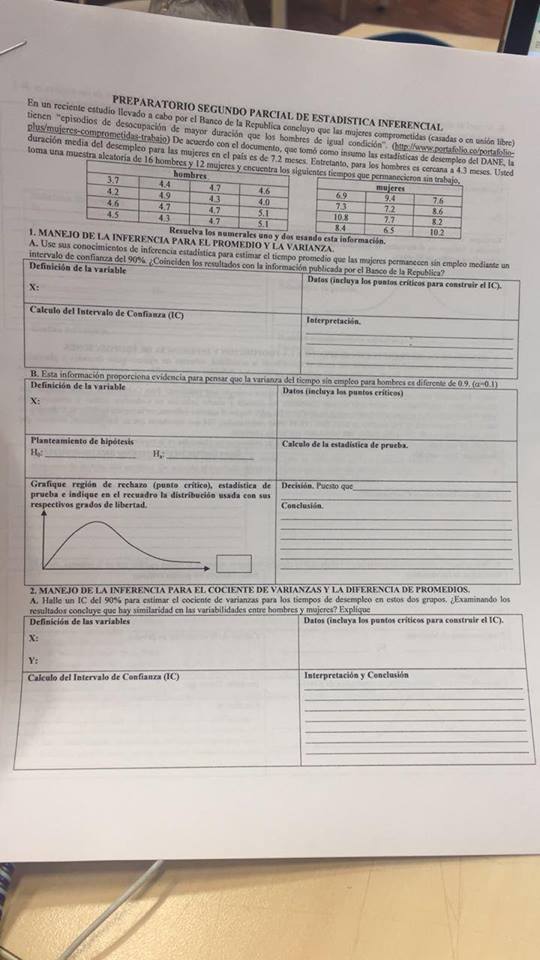 PREPARATORIO SEGUNDO PARCIAL DE ESTADISTICA INFERENCIAL
En un reciente estudio llevado a cabo por el Banco de la Republica concluyo que las mujeres comprometidas (casadas o en unión libre)
tienen "episodios de desocupación de mayor duración que los hombres de igual condición". (http://www.portafolio.co/portafolio-
plus/mujeres-comprometidas-trabajo) De acuerdo con el documento, que tomó como insumo las estadísticas de desempleo del DANE, la
duración media del desempleo para las mujeres en el país es de 7.2 meses. Entretanto, para los hombres es cercana a 4.3 meses. Usted
toma una muestra aleatoria de 16 hombres y 12 mujeres y encuentra los siguientes tiempos que permanecieron sin trabajo,
hombres
3.7 4.4 4.7 4.6
4.2 4.9 4.3 4.0
4.6 4.7 4.7 5.1
4.5 4.3 4.7 5.1
mujeres
6.9 9.4 7.6
7.3 7.2 8.6
10.8 7.7 8.2
8.4 6.5 10.2
Resuelva los numerales uno y dos usando esta información.
1. MANEJO DE LA INFERENCIA PARA EL PROMEDIO Y LA VARIANZA.
A. Use sus conocimientos de inferencia estadística para estimar el tiempo promedio que las mujeres permanecen sin empleo mediante un
intervalo de confianza del 90%. ¿Coinciden los resultados con la información publicada por el Banco de la Republica?
Definición de la variable
X:
Datos (incluya los puntos críticos para construir el IC).
Calculo del Intervalo de Confianza (IC)
Interpretación.
B. Esta información proporciona evidencia para pensar que la varianza del tiempo sin empleo para hombres es diferente de 0.9. (α=0.1)
Definición de la variable
X:
Datos (incluya los puntos críticos)
Planteamiento de hipótesis
H₀: Hₐ:
Calculo de la estadística de prueba.
Grafique región de rechazo (punto crítico), estadística de
prueba e indique en el recuadro la distribución usada con sus
respectivos grados de libertad.
Decisión. Puesto que
Conclusión.
2. MANEJO DE LA INFERENCIA PARA EL COCIENTE DE VARIANZAS Y LA DIFERENCIA DE PROMEDIOS.
A. Halle un IC del 90% para estimar el cociente de varianzas para los tiempos de desempleo en estos dos grupos. ¿Examinando los
resultados concluye que hay similaridad en las variabilidades entre hombres y mujeres? Explique
Definición de las variables
X:
Y:
Datos (incluya los puntos críticos para construir el IC).
Calculo del Intervalo de Confianza (IC)
Interpretación y Conclusión